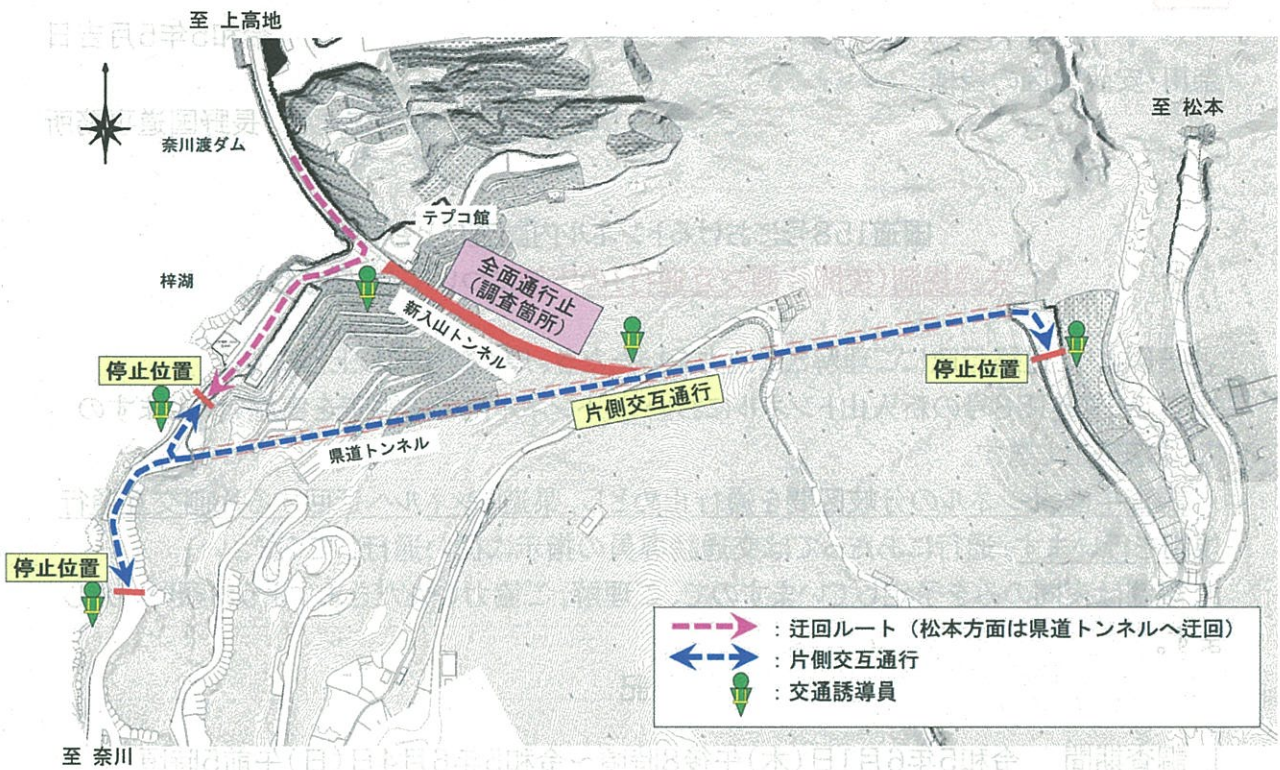 至 上高地
至 松本
奈川渡ダム
テプコ館
梓湖
全面通行止
(調査箇所)
新入山トンネル
停止位置
停止位置
片側交互通行
県道トンネル
停止位置
:迂回ルート(松本方面は県道トンネルへ迂回)
:片側交互通行
:交通誘導員
至 奈川